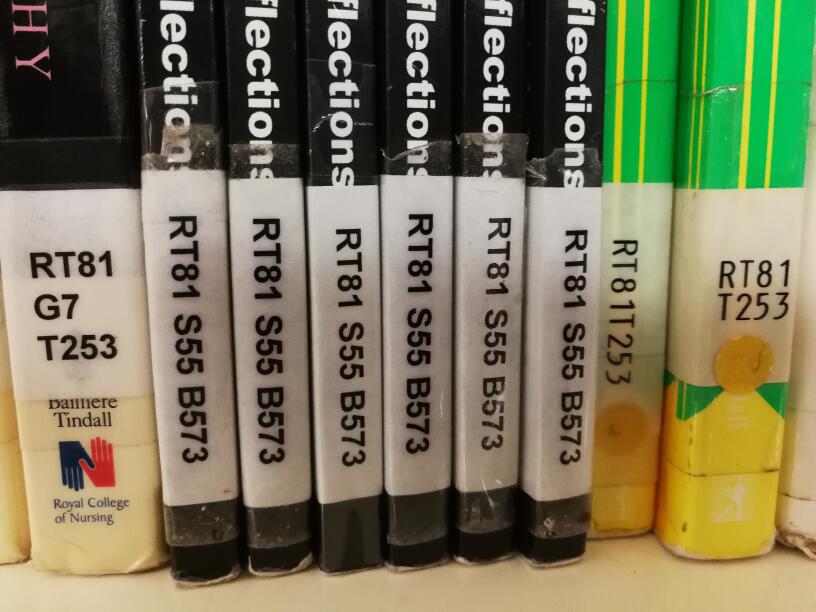 HY
RT81
G7
T253
Bailliere
Tindall
Royal College
of Nursing
flections
RT81 S55 B573
flections
RT81 S55 B573
flections
RT81 S55 B573
flections
RT81 S55 B573
flections
RT81 S55 B573
flections
RT81 S55 B573
RT81T253
RT81
T253